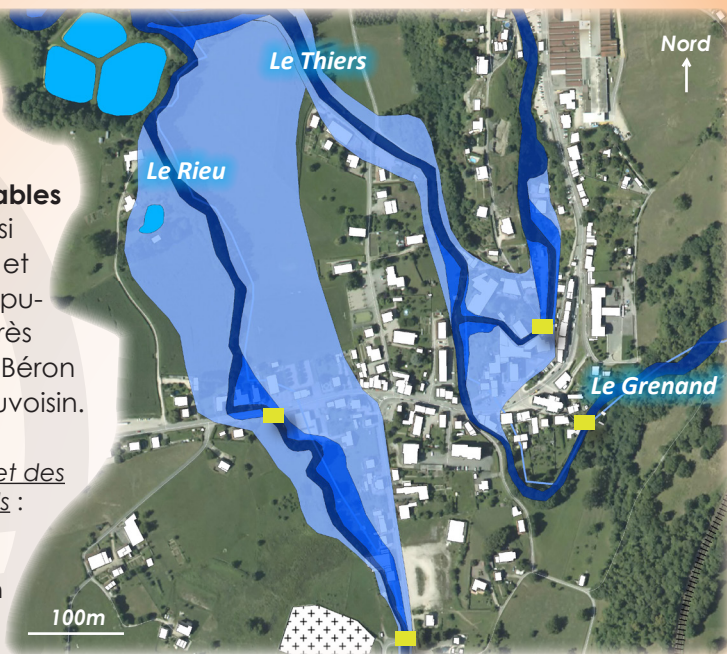 Nord
Le Thiers
Le Rieu
ables
si
et
pu-
rès
Béron
uvoisin.
Le Grenand
et des
s :
n
100m